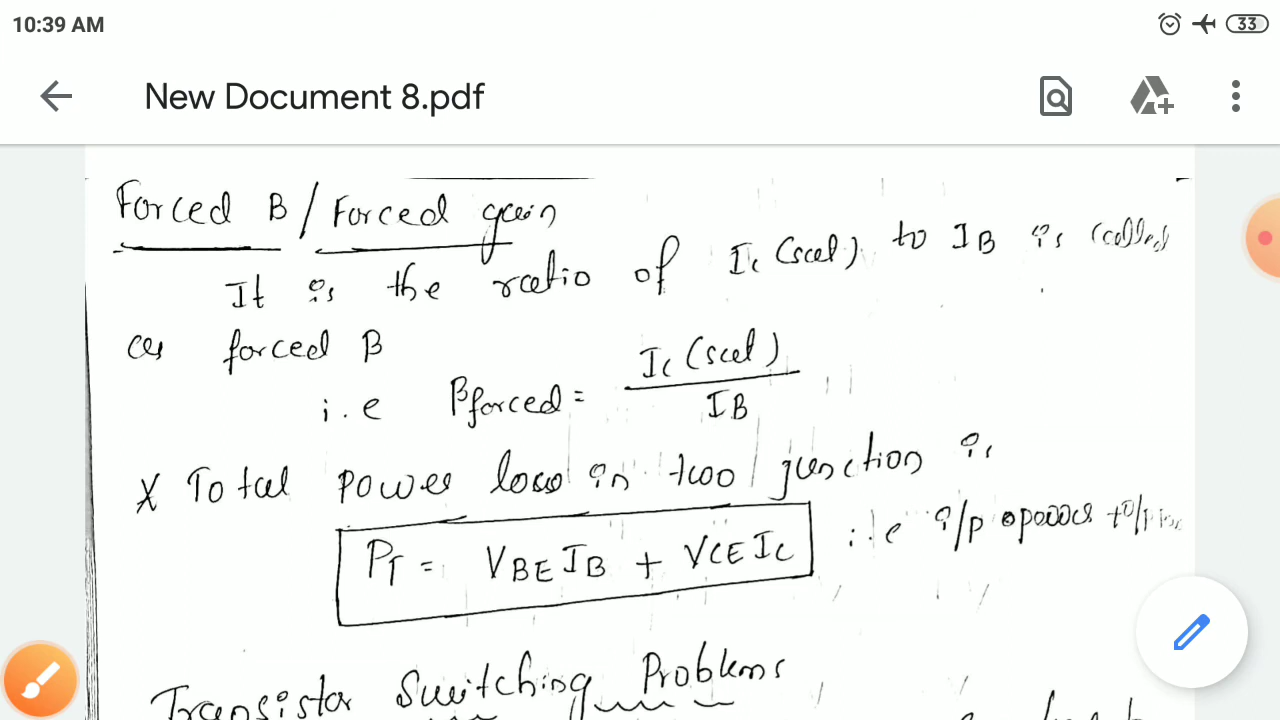 10:39 AM
33
New Document 8.pdf
Forced B / Forced gain
It is the ratio of Ic (sat) to IB is called
as forced B
i.e βforced = Ic (sat) / IB
X Total power loss in two junction is
PT = VBE IB + VCE IC i.e i/p
Transistor Switching Problems